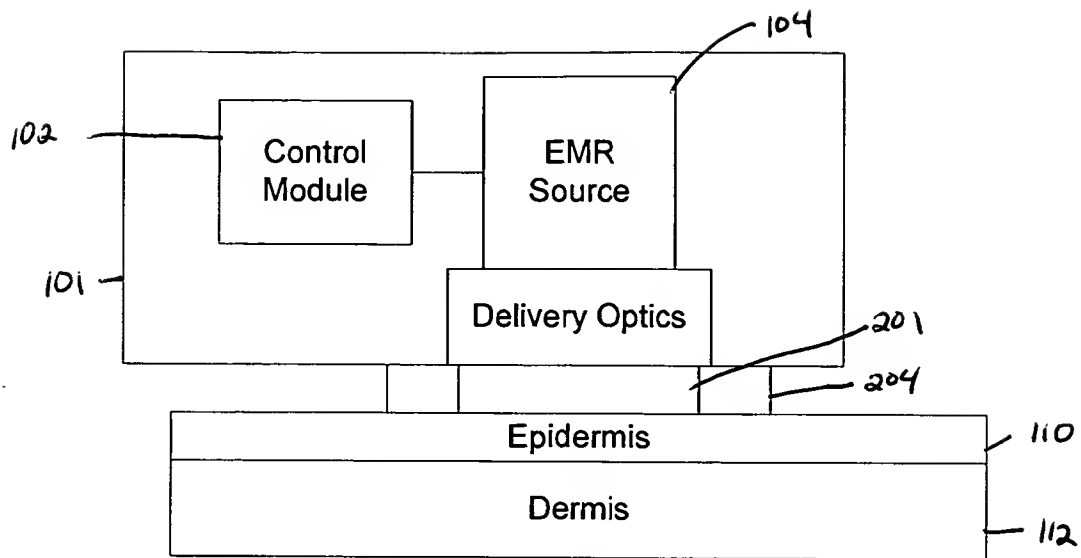 104
102
Control
Module
EMR
Source
101
Delivery Optics
201
204
Epidermis
110
Dermis
112